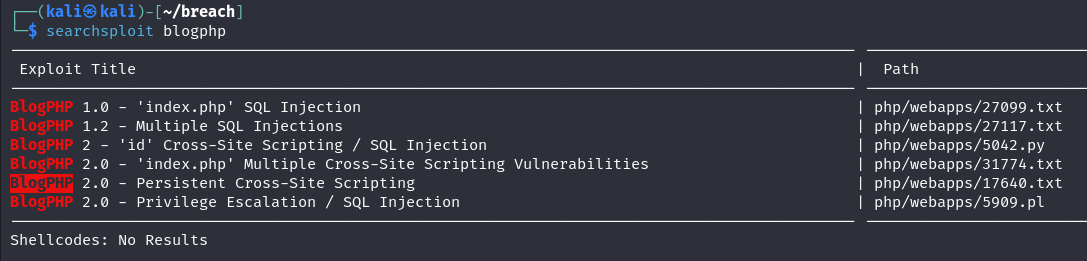 ┌──(kali㉿kali)-[~/breach]
└─$ searchsploit blogphp
Exploit Title | Path
BlogPHP 1.0 - 'index.php' SQL Injection | php/webapps/27099.txt
BlogPHP 1.2 - Multiple SQL Injections | php/webapps/27117.txt
BlogPHP 2 - 'id' Cross-Site Scripting / SQL Injection | php/webapps/5042.py
BlogPHP 2.0 - 'index.php' Multiple Cross-Site Scripting Vulnerabilities | php/webapps/31774.txt
BlogPHP 2.0 - Persistent Cross-Site Scripting | php/webapps/17640.txt
BlogPHP 2.0 - Privilege Escalation / SQL Injection | php/webapps/5909.pl
Shellcodes: No Results